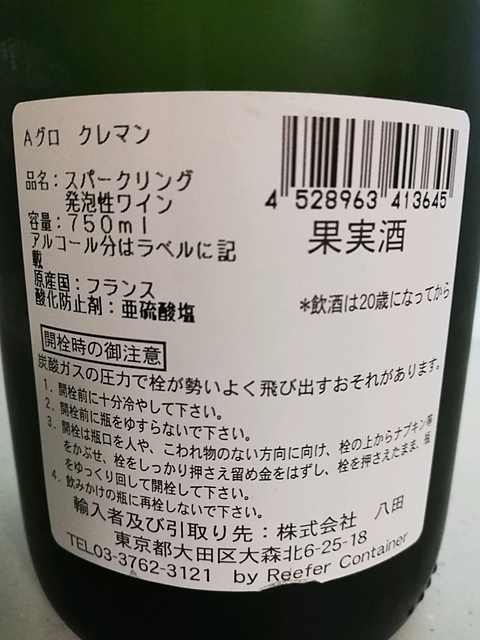 Aグロ クレマン
品名：スパークリング
発泡性ワイン
容量：750ml
アルコール分はラベルに記
載
原産国：フランス
酸化防止剤：亜硫酸塩
4 528963 413645
果実酒
*飲酒は20歳になってから
開栓時の御注意
炭酸ガスの圧力で栓が勢いよく飛び出すおそれがあります。
1．開栓前に十分冷やして下さい。
2．開栓前に瓶をゆすらないで下さい。
3．開栓は瓶口を人や、こわれ物のない方向に向け、栓の上からナプキン等
をかぶせ、栓をしっかり押さえ留め金をはずし、栓を押さえたまま、瓶
をゆっくり回して開栓して下さい。
4．飲みかけの瓶に再栓しないで下さい。
輸入者及び引取り先：株式会社 八田
東京都大田区大森北6-25-18
TEL03-3762-3121 by Reefer Container